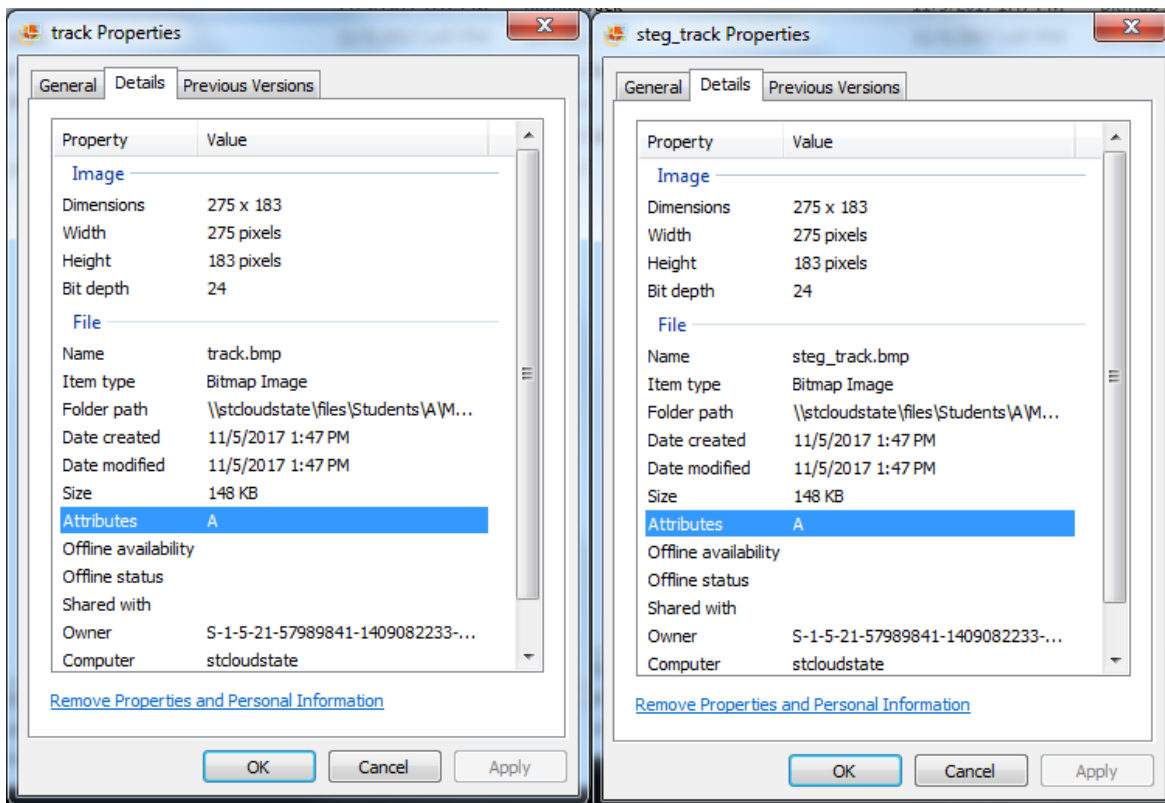 track Properties
General Details Previous Versions
Property Value
Image
Dimensions 275 x 183
Width 275 pixels
Height 183 pixels
Bit depth 24
File
Name track.bmp
Item type Bitmap Image
Folder path \\stcloudstate\files\Students\A\M...
Date created 11/5/2017 1:47 PM
Date modified 11/5/2017 1:47 PM
Size 148 KB
Attributes A
Offline availability
Offline status
Shared with
Owner S-1-5-21-57989841-1409082233-...
Computer stcloudstate
Remove Properties and Personal Information
OK Cancel Apply
steg_track Properties
General Details Previous Versions
Property Value
Image
Dimensions 275 x 183
Width 275 pixels
Height 183 pixels
Bit depth 24
File
Name steg_track.bmp
Item type Bitmap Image
Folder path \\stcloudstate\files\Students\A\M...
Date created 11/5/2017 1:47 PM
Date modified 11/5/2017 1:47 PM
Size 148 KB
Attributes A
Offline availability
Offline status
Shared with
Owner S-1-5-21-57989841-1409082233-...
Computer stcloudstate
Remove Properties and Personal Information
OK Cancel Apply